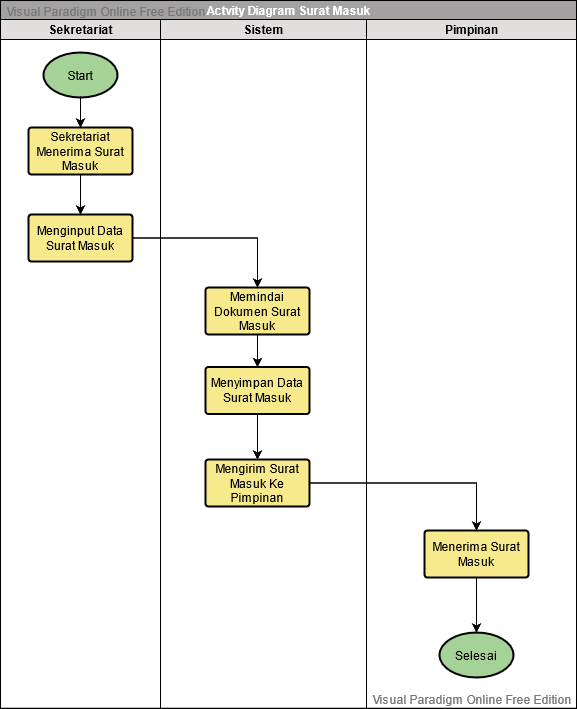 Visual Paradigm Online Free Edition Actvity Diagram Surat Masuk
Sekretariat
Sistem
Pimpinan
Start
Sekretariat
Menerima Surat
Masuk
Menginput Data
Surat Masuk
Memindai
Dokumen Surat
Masuk
Menyimpan Data
Surat Masuk
Mengirim Surat
Masuk Ke
Pimpinan
Menerima Surat
Masuk
Selesai
Visual Paradigm Online Free Edition